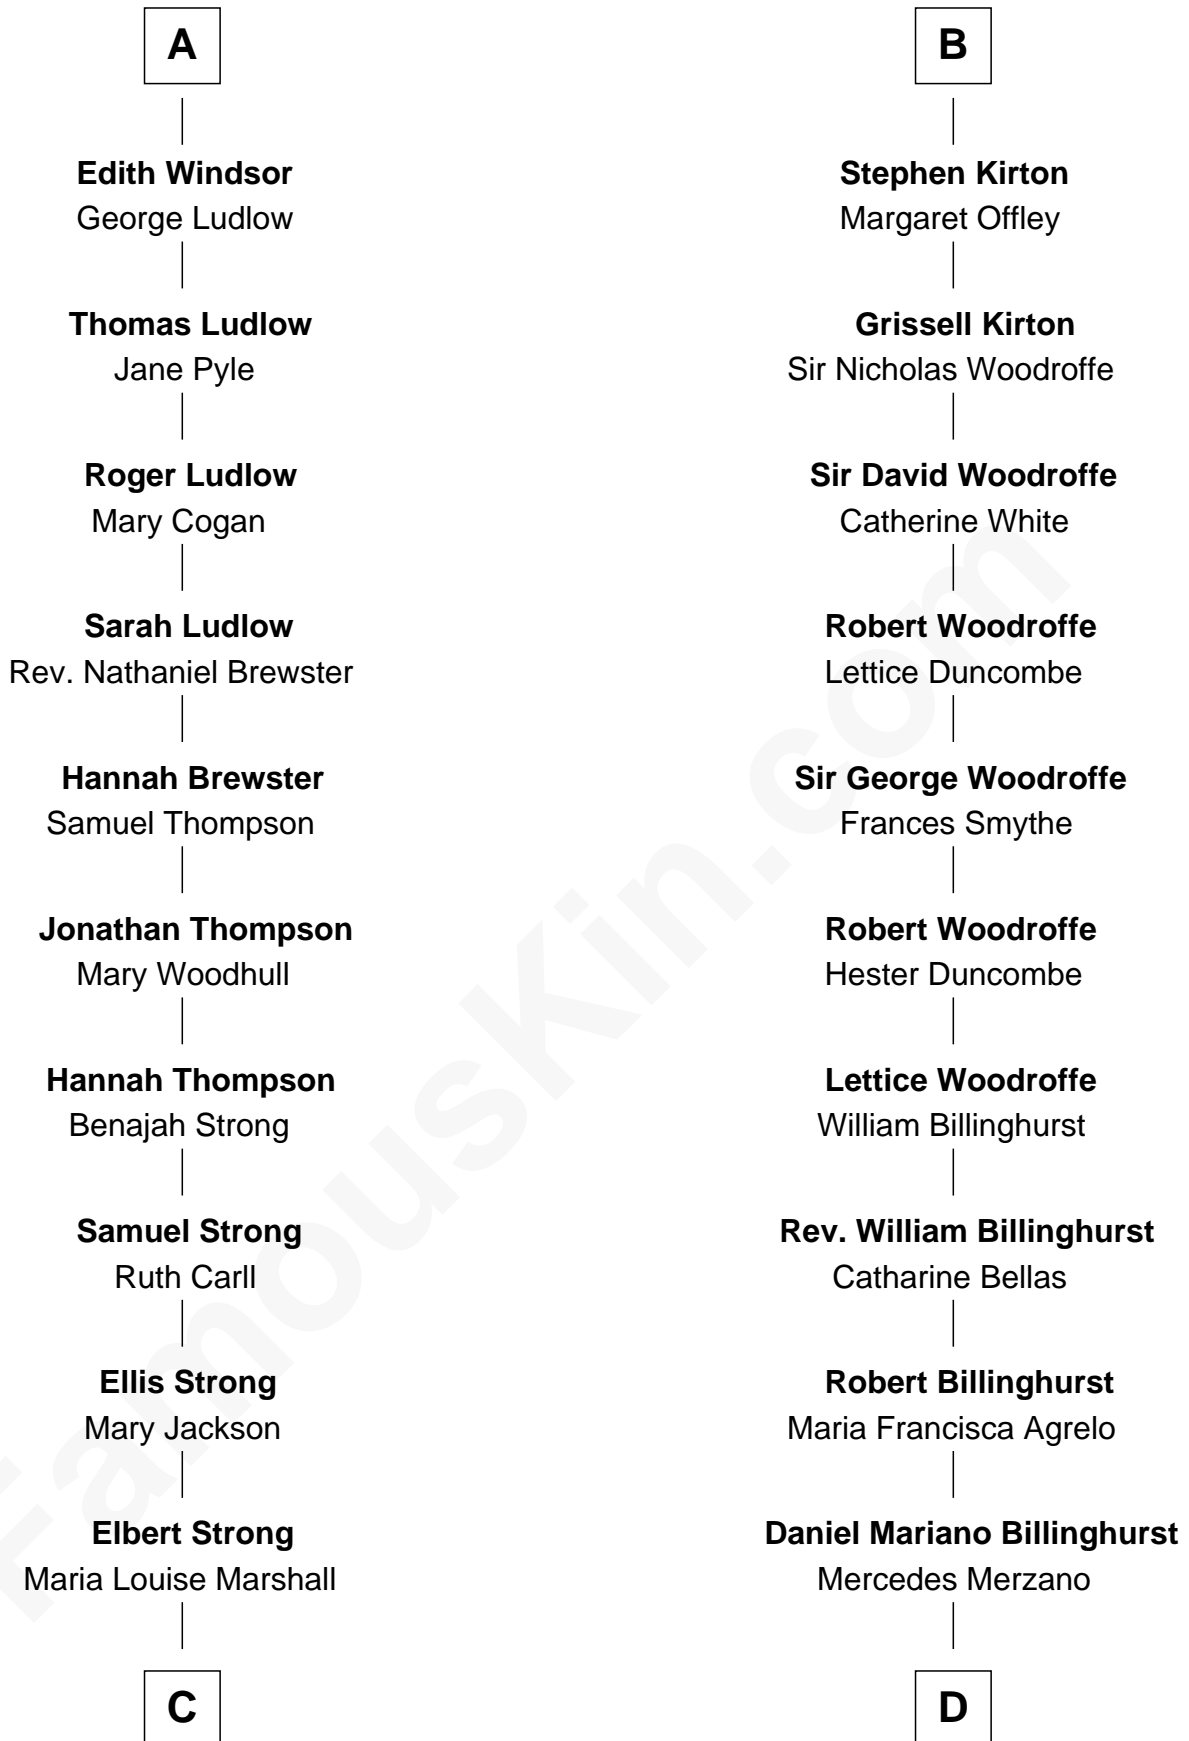 A
Edith Windsor
George Ludlow
Thomas Ludlow
Jane Pyle
Roger Ludlow
Mary Cogan
Sarah Ludlow
Rev. Nathaniel Brewster
Hannah Brewster
Samuel Thompson
Jonathan Thompson
Mary Woodhull
Hannah Thompson
Benajah Strong
Samuel Strong
Ruth Carll
Ellis Strong
Mary Jackson
Elbert Strong
Maria Louise Marshall
C
B
Stephen Kirton
Margaret Offley
Grissell Kirton
Sir Nicholas Woodroffe
Sir David Woodroffe
Catherine White
Robert Woodroffe
Lettice Duncombe
Sir George Woodroffe
Frances Smythe
Robert Woodroffe
Hester Duncombe
Lettice Woodroffe
William Billinghurst
Rev. William Billinghurst
Catharine Bellas
Robert Billinghurst
Maria Francisca Agrelo
Daniel Mariano Billinghurst
Mercedes Merzano
D
FamousKin.com